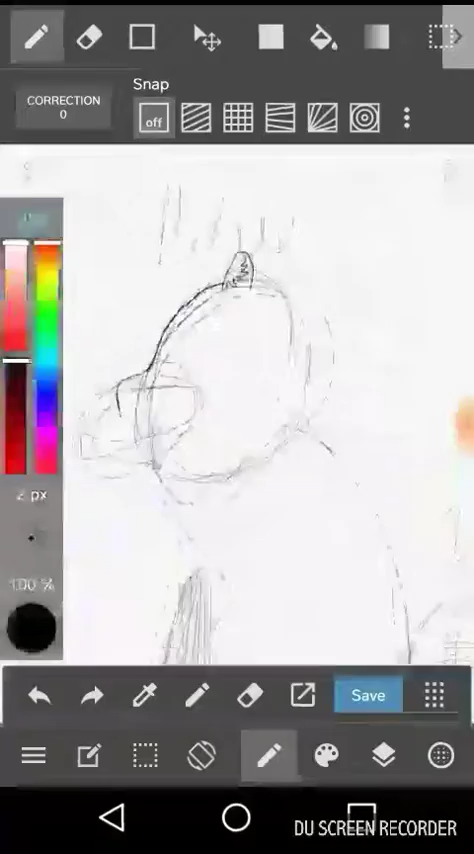 Snap
CORRECTION
0
off
2 px
100 %
Save
DU SCREEN RECORDER